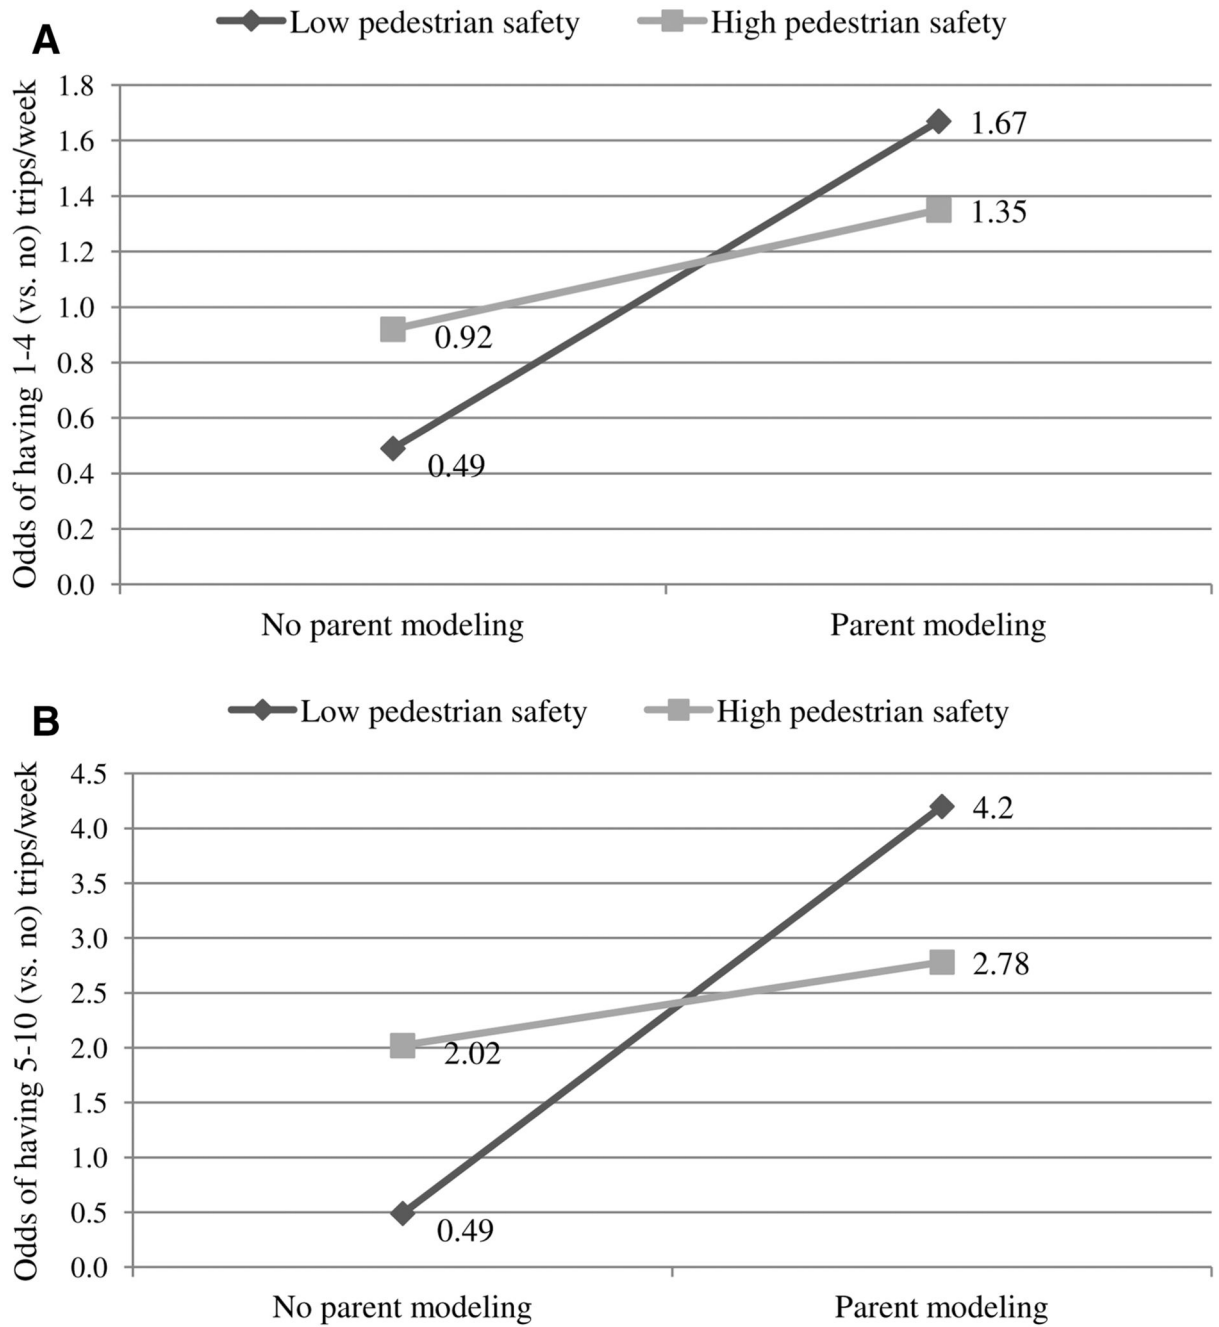 A
Low pedestrian safety
High pedestrian safety
Odds of having 1-4 (vs. no) trips/week
1.8
1.6
1.4
1.2
1.0
0.8
0.6
0.4
0.2
0.0
1.67
1.35
0.92
0.49
No parent modeling
Parent modeling
B
Low pedestrian safety
High pedestrian safety
Odds of having 5-10 (vs. no) trips/week
4.5
4.0
3.5
3.0
2.5
2.0
1.5
1.0
0.5
0.0
4.2
2.78
2.02
0.49
No parent modeling
Parent modeling